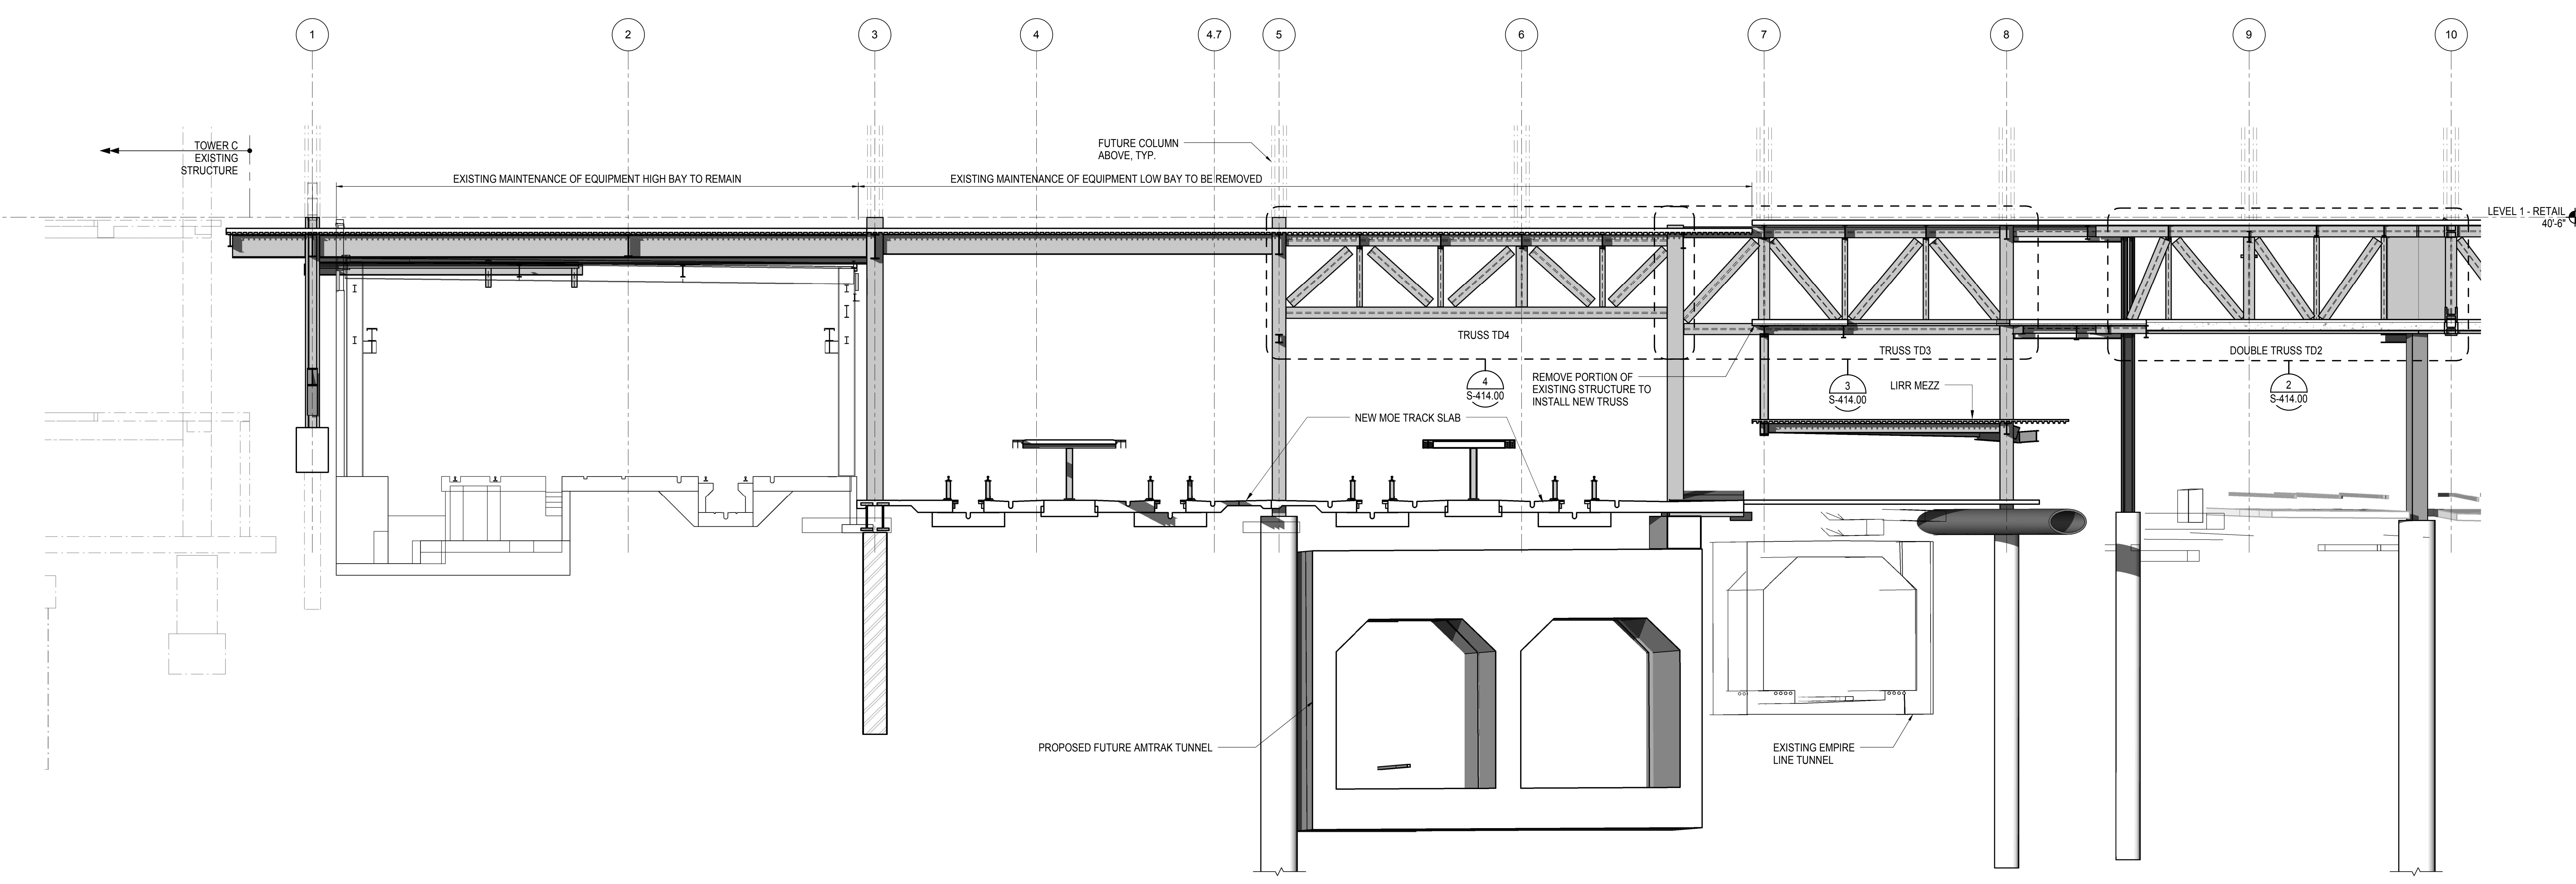 1
2
3
4
4.7
5
6
7
8
9
10
TOWER C
EXISTING
STRUCTURE
FUTURE COLUMN
ABOVE, TYP.
EXISTING MAINTENANCE OF EQUIPMENT HIGH BAY TO REMAIN
EXISTING MAINTENANCE OF EQUIPMENT LOW BAY TO BE REMOVED
LEVEL 1 - RETAIL
40'-6"
TRUSS TD4
4
S-414.00
TRUSS TD3
3
S-414.00
DOUBLE TRUSS TD2
2
S-414.00
REMOVE PORTION OF
EXISTING STRUCTURE TO
INSTALL NEW TRUSS
LIRR MEZZ
NEW MOE TRACK SLAB
PROPOSED FUTURE AMTRAK TUNNEL
EXISTING EMPIRE
LINE TUNNEL